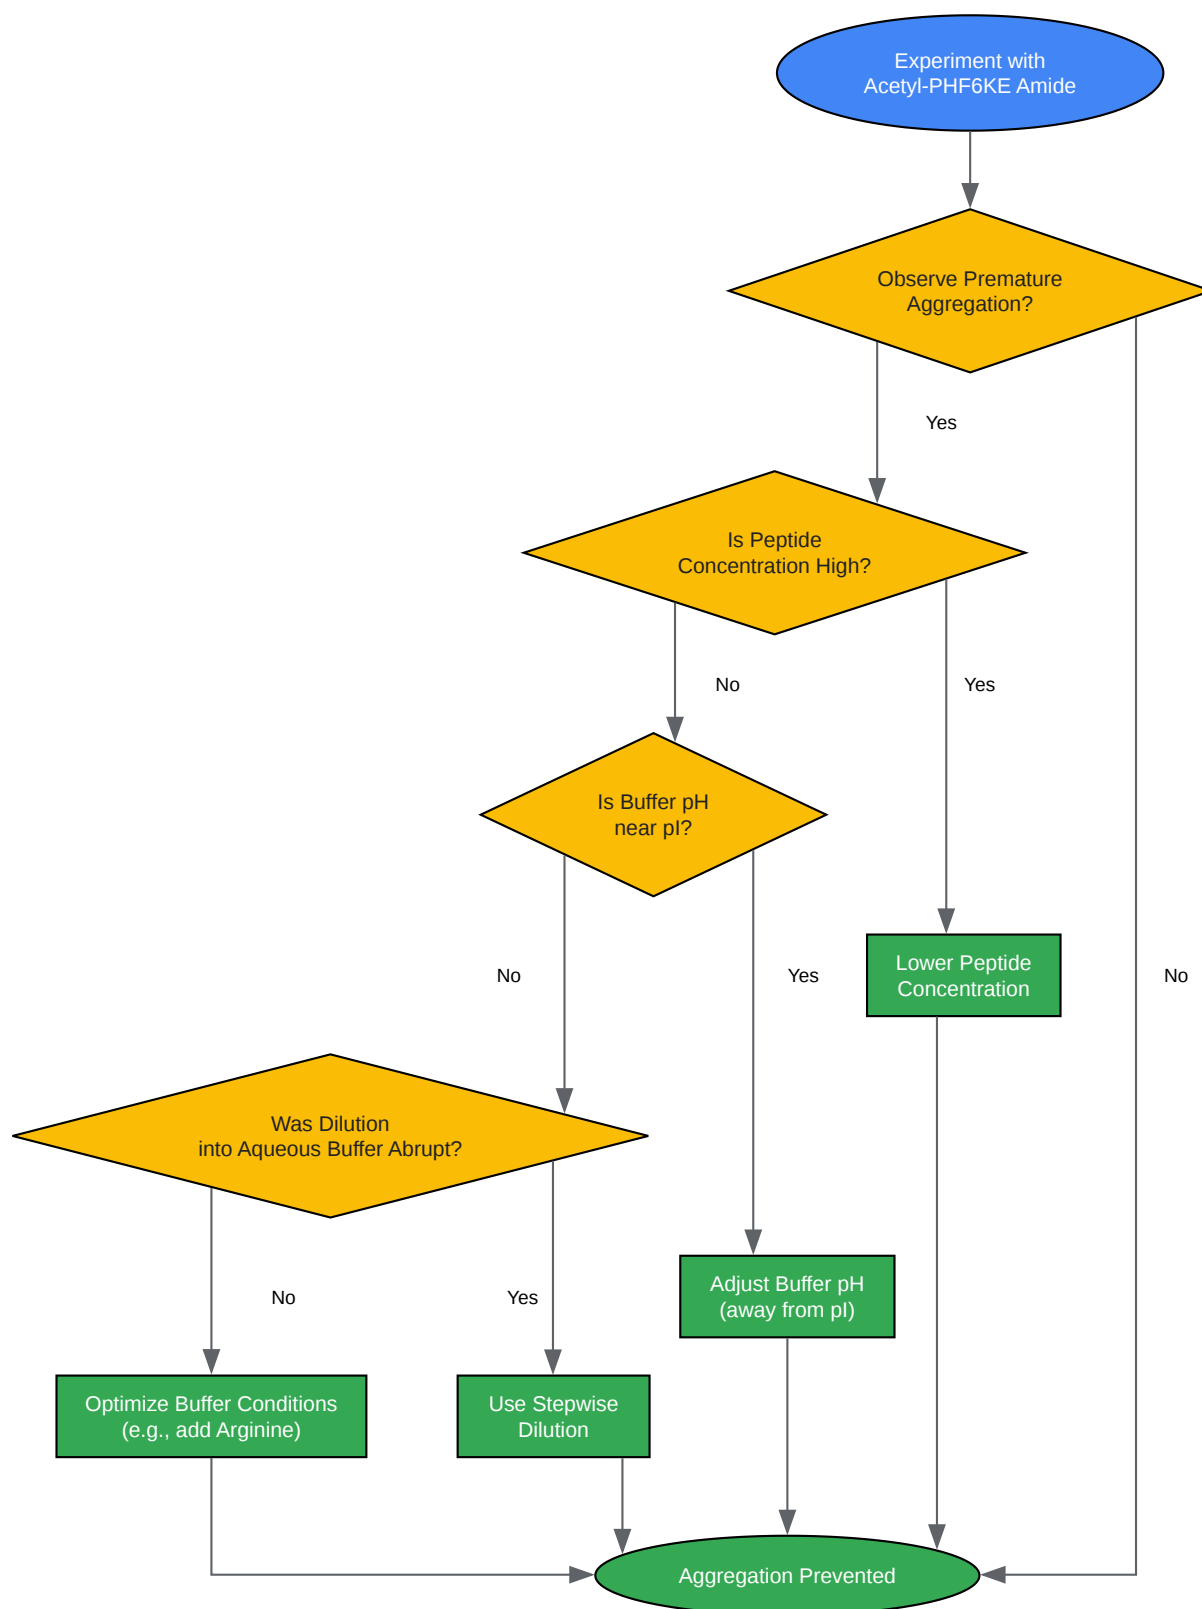 Experiment with
Acetyl-PHF6KE Amide
Observe Premature
Aggregation?
Yes
Is Peptide
Concentration High?
No
Yes
Is Buffer pH
near pI?
No
Yes
Lower Peptide
Concentration
No
Was Dilution
into Aqueous Buffer Abrupt?
Adjust Buffer pH
(away from pI)
No
Yes
Optimize Buffer Conditions
(e.g., add Arginine)
Use Stepwise
Dilution
Aggregation Prevented